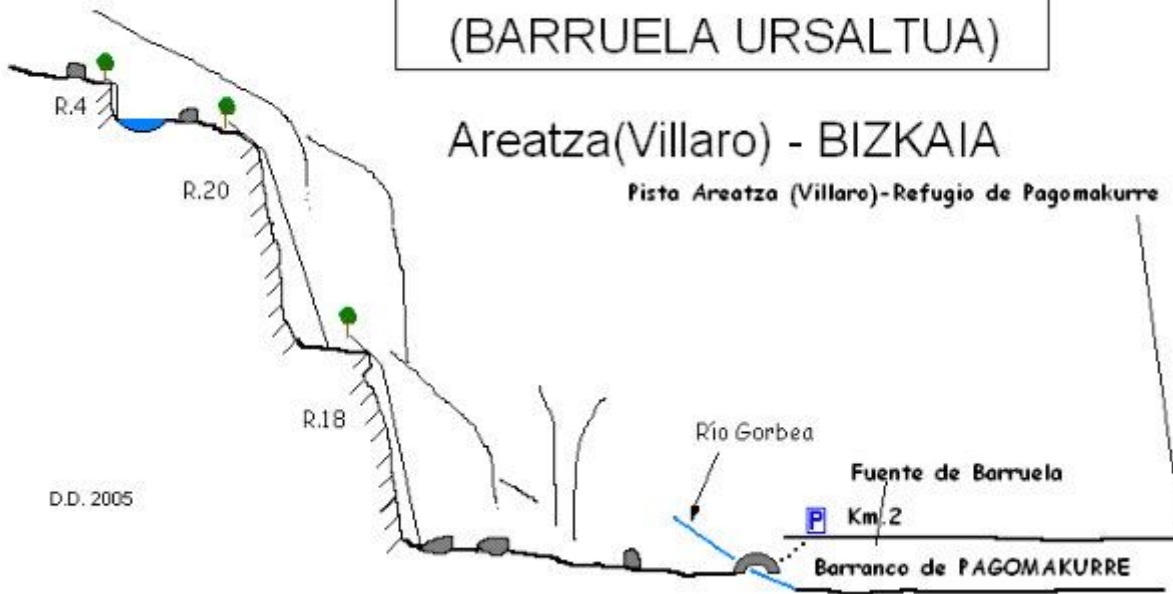 (BARRUELA URSALTUA)
Areatza(Villaro) - BIZKAIA
Pista Areatza (Villaro)-Refugio de Pagomakurre
R.4
R.20
R.18
Río Gorbea
Fuente de Barruela
D.D. 2005
P Km.2
Barranco de PAGOMAKURRE